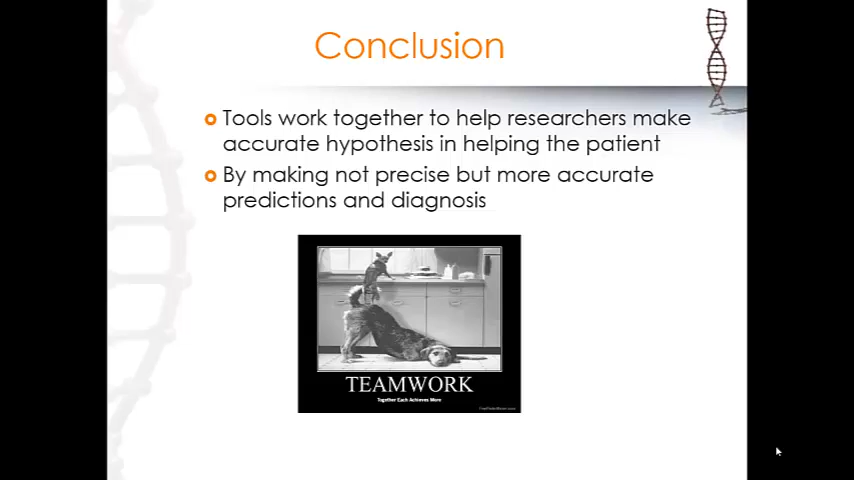 Conclusion
Tools work together to help researchers make
accurate hypothesis in helping the patient
By making not precise but more accurate
predictions and diagnosis
TEAMWORK
Together Each Achieves More